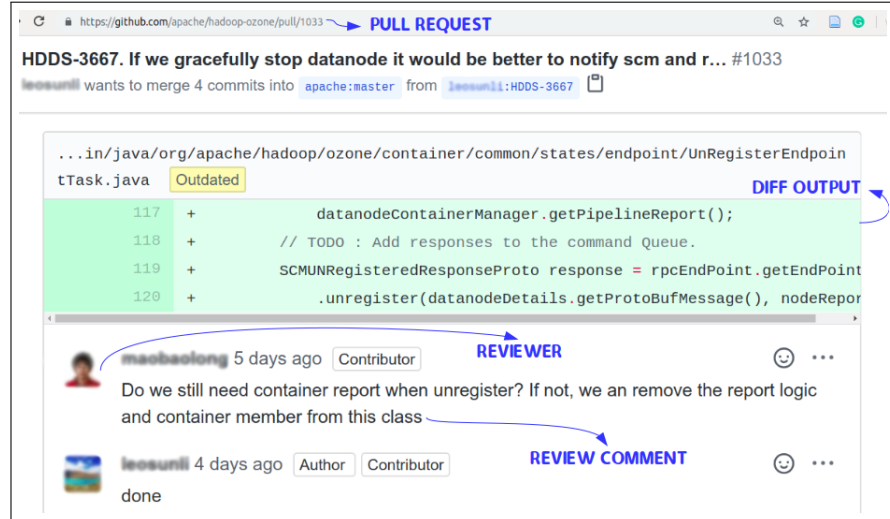 https://github.com/apache/hadoop-ozone/pull/1033 PULL REQUEST
HDDS-3667. If we gracefully stop datanode it would be better to notify scm and r... #1033
wants to merge 4 commits into apache:master from :HDDS-3667
...in/java/org/apache/hadoop/ozone/container/common/states/endpoint/UnRegisterEndpoin
tTask.java Outdated
DIFF OUTPUT
117 + datanodeContainerManager.getPipelineReport();
118 + // TODO : Add responses to the command Queue.
119 + SCMUNRegisteredResponseProto response = rpcEndPoint.getEndPoint
120 + .unregister(datanodeDetails.getProtoBufMessage(), nodeRepor
REVIEWER
5 days ago Contributor
Do we still need container report when unregister? If not, we an remove the report logic
and container member from this class
REVIEW COMMENT
4 days ago Author Contributor
done